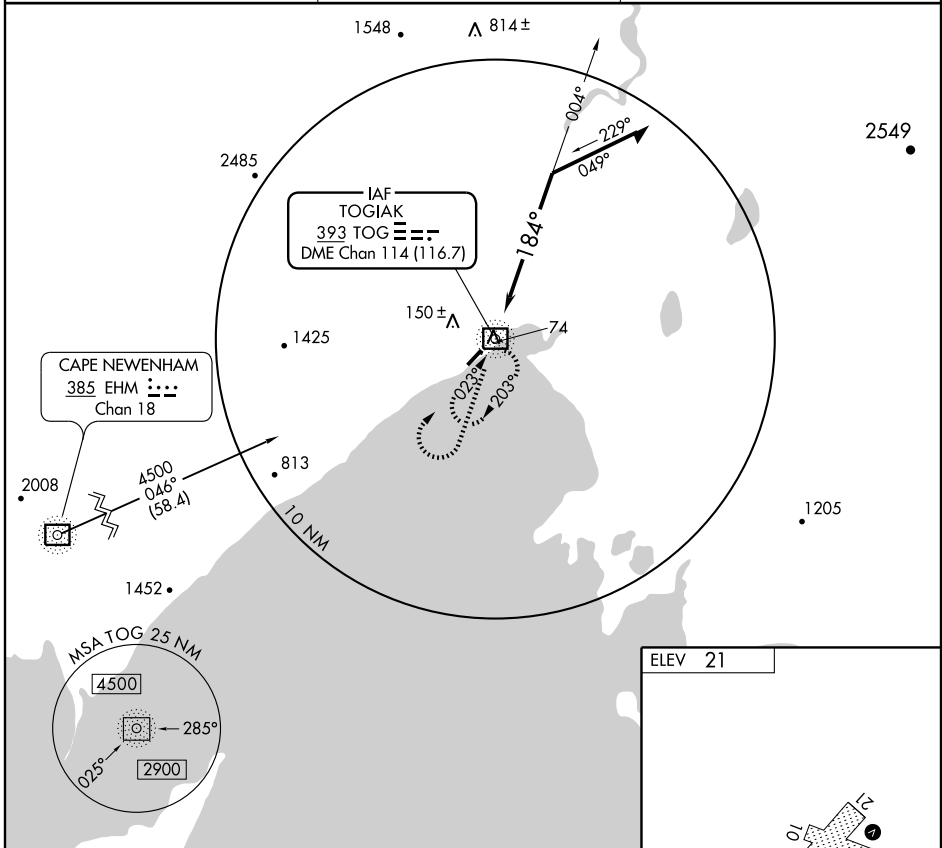 1548
814 ±
004°
229°
049°
2549
2485
IAF
TOGIAK
393 TOG
DME Chan 114 (116.7)
184°
150 ±
74
1425
CAPE NEWENHAM
385 EHM
Chan 18
023°
203°
813
4500
046°
(58.4)
2008
10 NM
1205
1452
MSA TOG 25 NM
4500
285°
025°
2900
ELEV 21
21
10